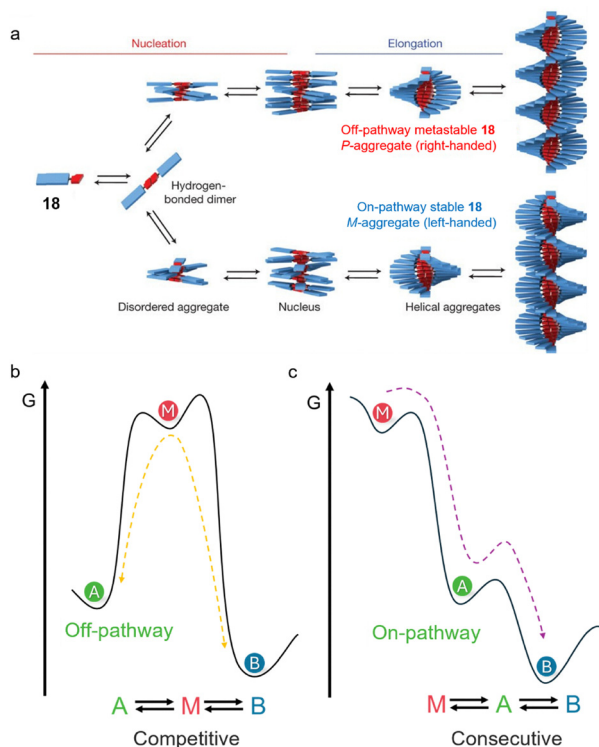 a
Nucleation
Elongation
Off-pathway metastable 18
P-aggregate (right-handed)
18
Hydrogen-
bonded dimer
On-pathway stable 18
M-aggregate (left-handed)
Disordered aggregate
Nucleus
Helical aggregates
b
G
M
A
Off-pathway
B
A M B
Competitive
c
G
M
A
On-pathway
B
M A B
Consecutive